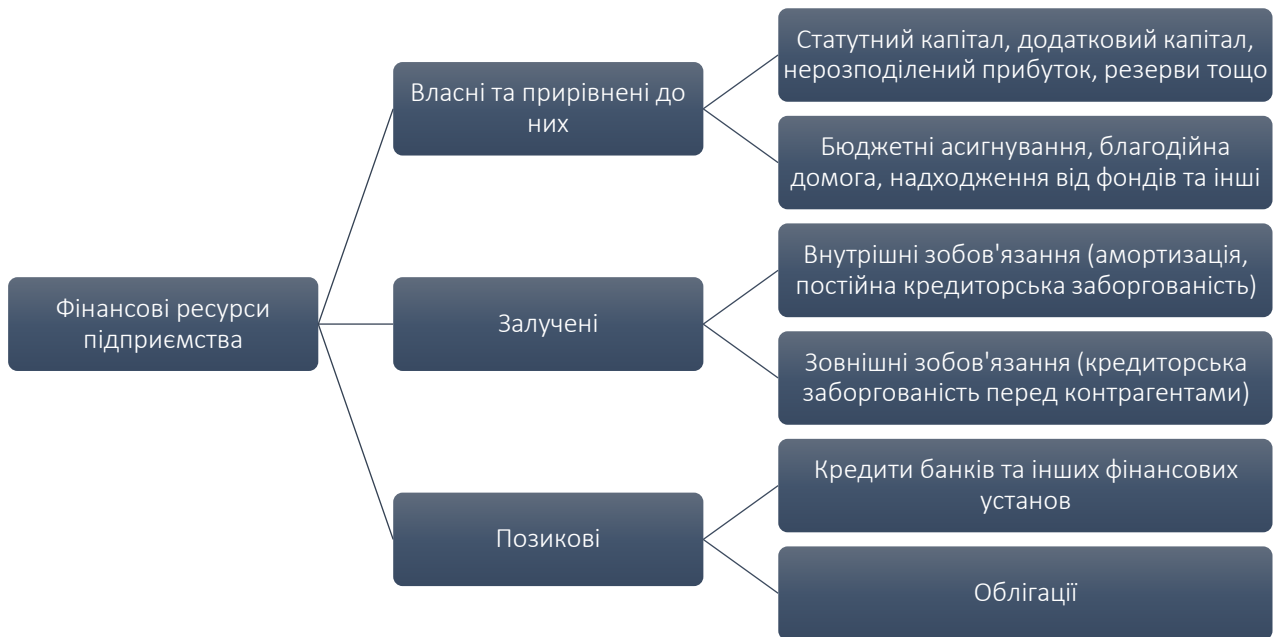 Фінансові ресурси
підприємства
Власні та прирівнені до
них
Статутний капітал, додатковий капітал,
нерозподілений прибуток, резерви тощо
Бюджетні асигнування, благодійна
домога, надходження від фондів та інші
Залучені
Внутрішні зобов'язання (амортизація,
постійна кредиторська заборгованість)
Зовнішні зобов'язання (кредиторська
заборгованість перед контрагентами)
Позикові
Кредити банків та інших фінансових
установ
Облігації